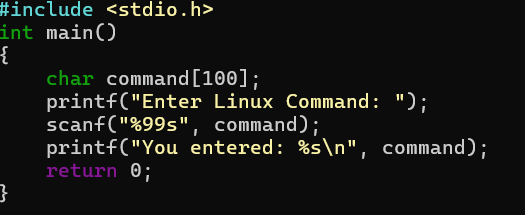 #include <stdio.h>
int main()
{
    char command[100];
    printf("Enter Linux Command: ");
    scanf("%99s", command);
    printf("You entered: %s\n", command);
    return 0;
}